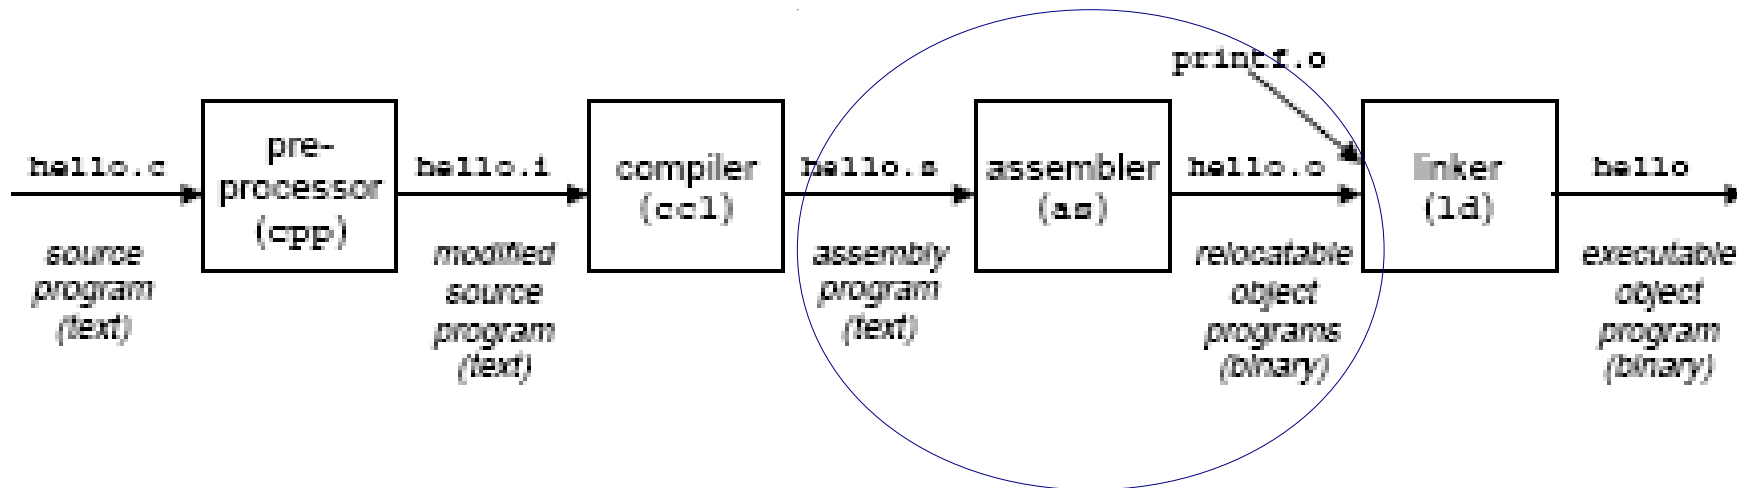 printf.o
hello.c
pre-
processor
(cpp)
hello.i
compiler
(cc1)
hello.s
assembler
(as)
hello.o
linker
(ld)
hello
source
program
(text)
modified
source
program
(text)
assembly
program
(text)
relocatable
object
programs
(binary)
executable
object
program
(binary)